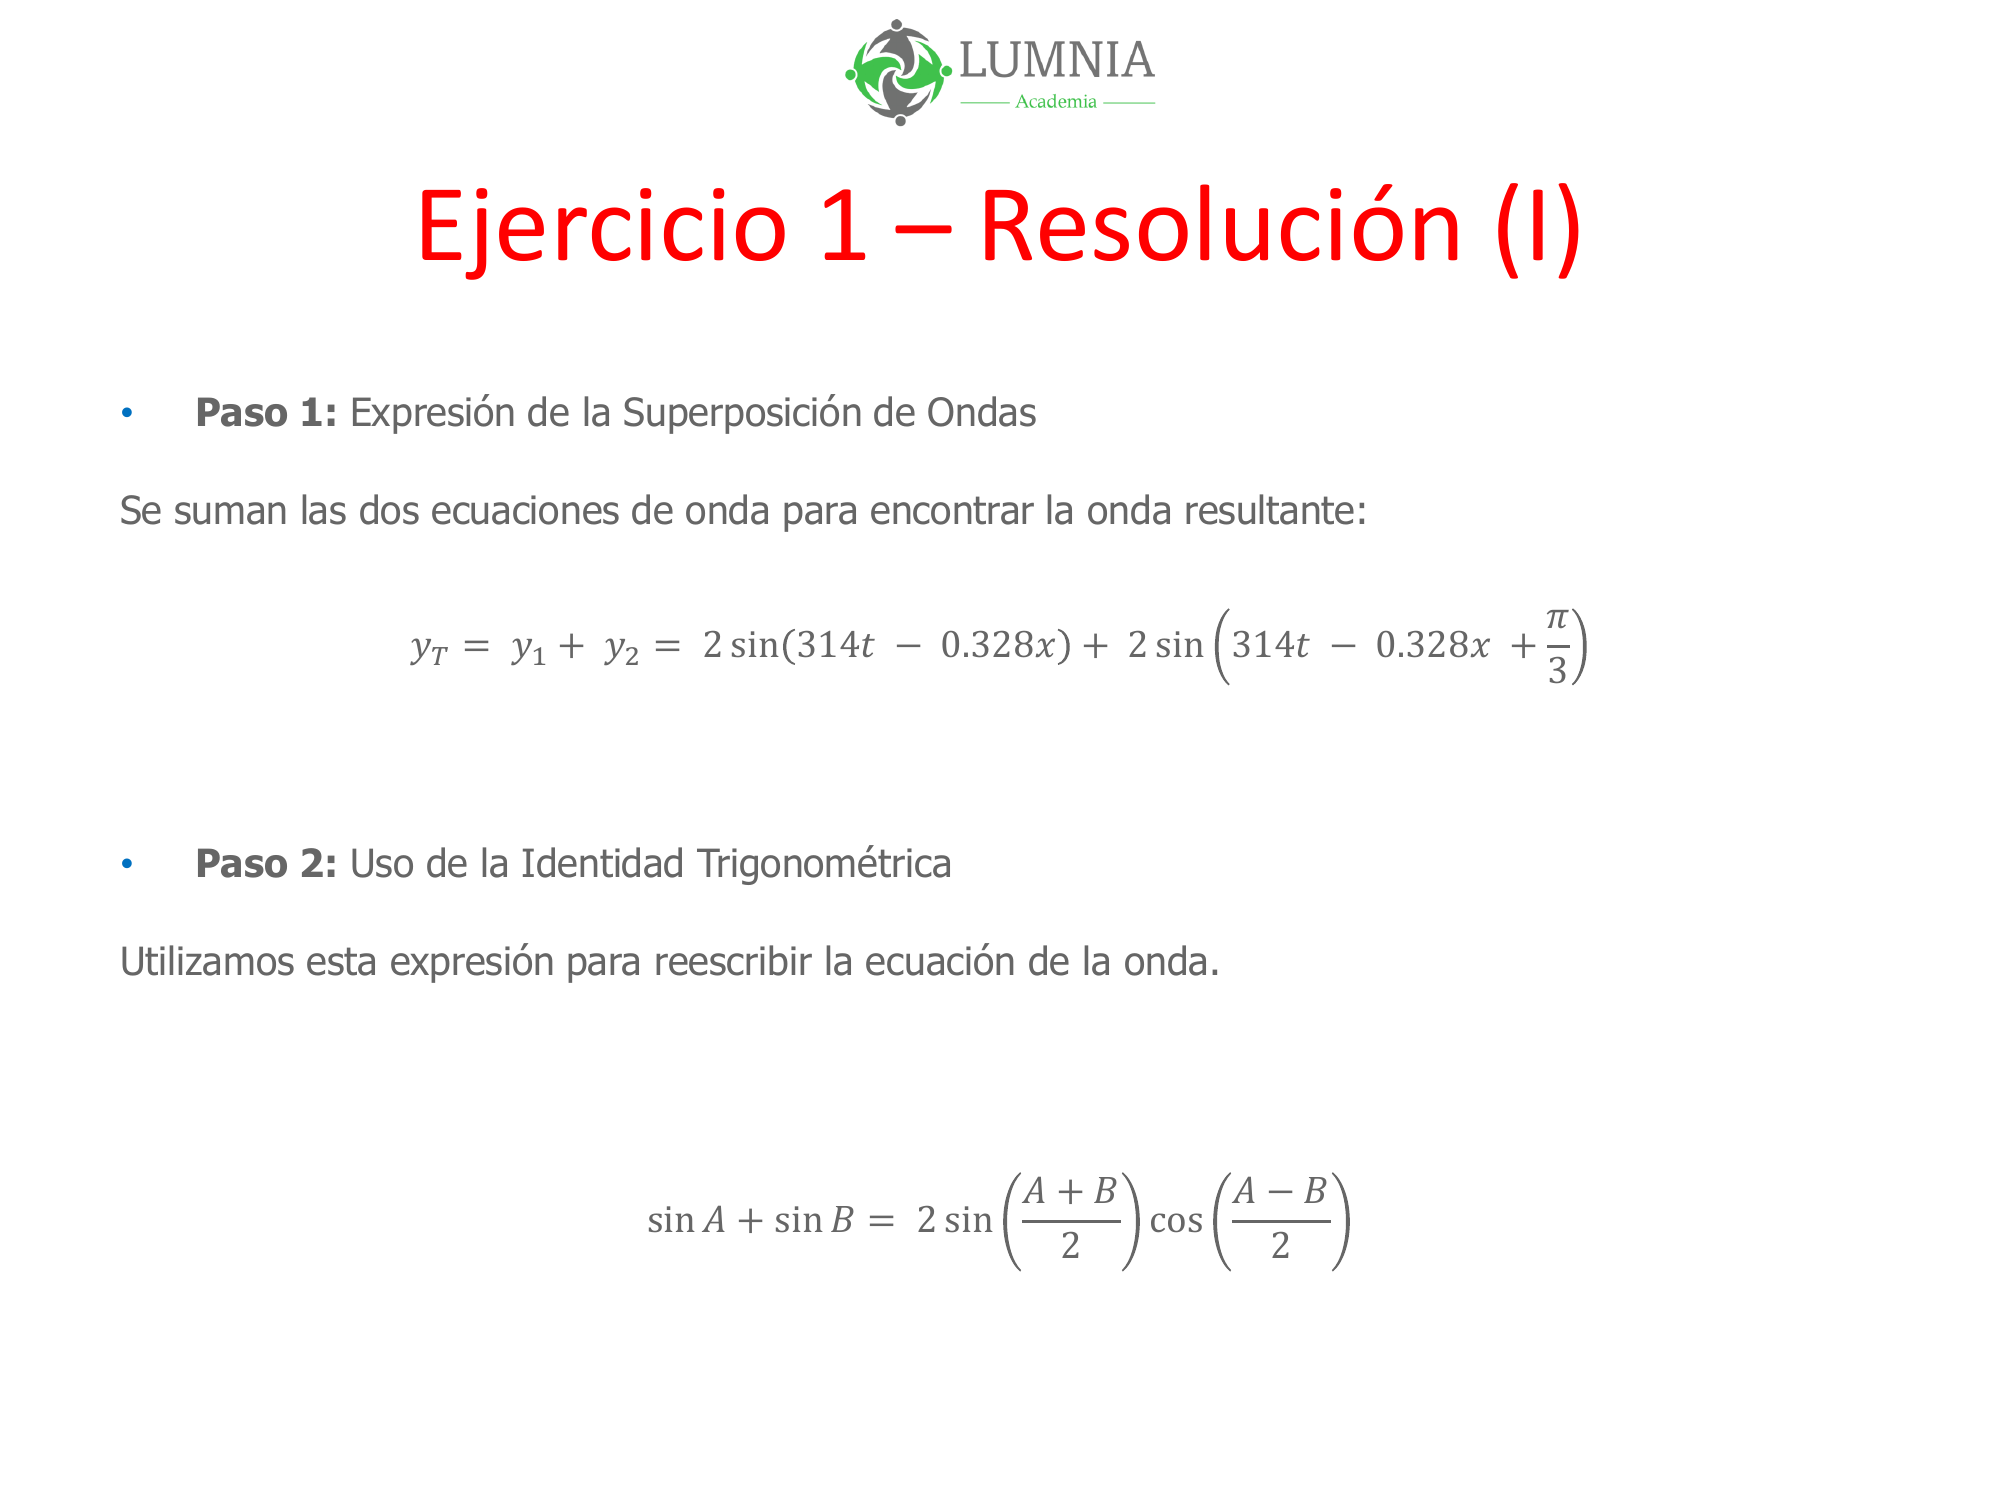 LUMNIA
Academia
Ejercicio 1 – Resolución (I)
• Paso 1: Expresión de la Superposición de Ondas
Se suman las dos ecuaciones de onda para encontrar la onda resultante:
$y_T = y_1 + y_2 = 2 \sin(314t - 0.328x) + 2 \sin\left(314t - 0.328x + \frac{\pi}{3}\right)$
• Paso 2: Uso de la Identidad Trigonométrica
Utilizamos esta expresión para reescribir la ecuación de la onda.
$\sin A + \sin B = 2 \sin\left(\frac{A + B}{2}\right) \cos\left(\frac{A - B}{2}\right)$